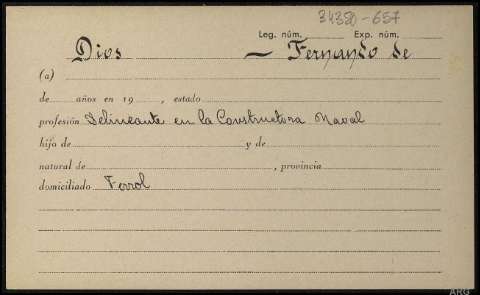 34380-657
Leg. núm. Exp. núm.
Dios — Fernando de
(a)
de años en 19 , estado
profesión Delineante en la Constructora Naval
hijo de y de
natural de , provincia
domiciliado Ferrol
ARG